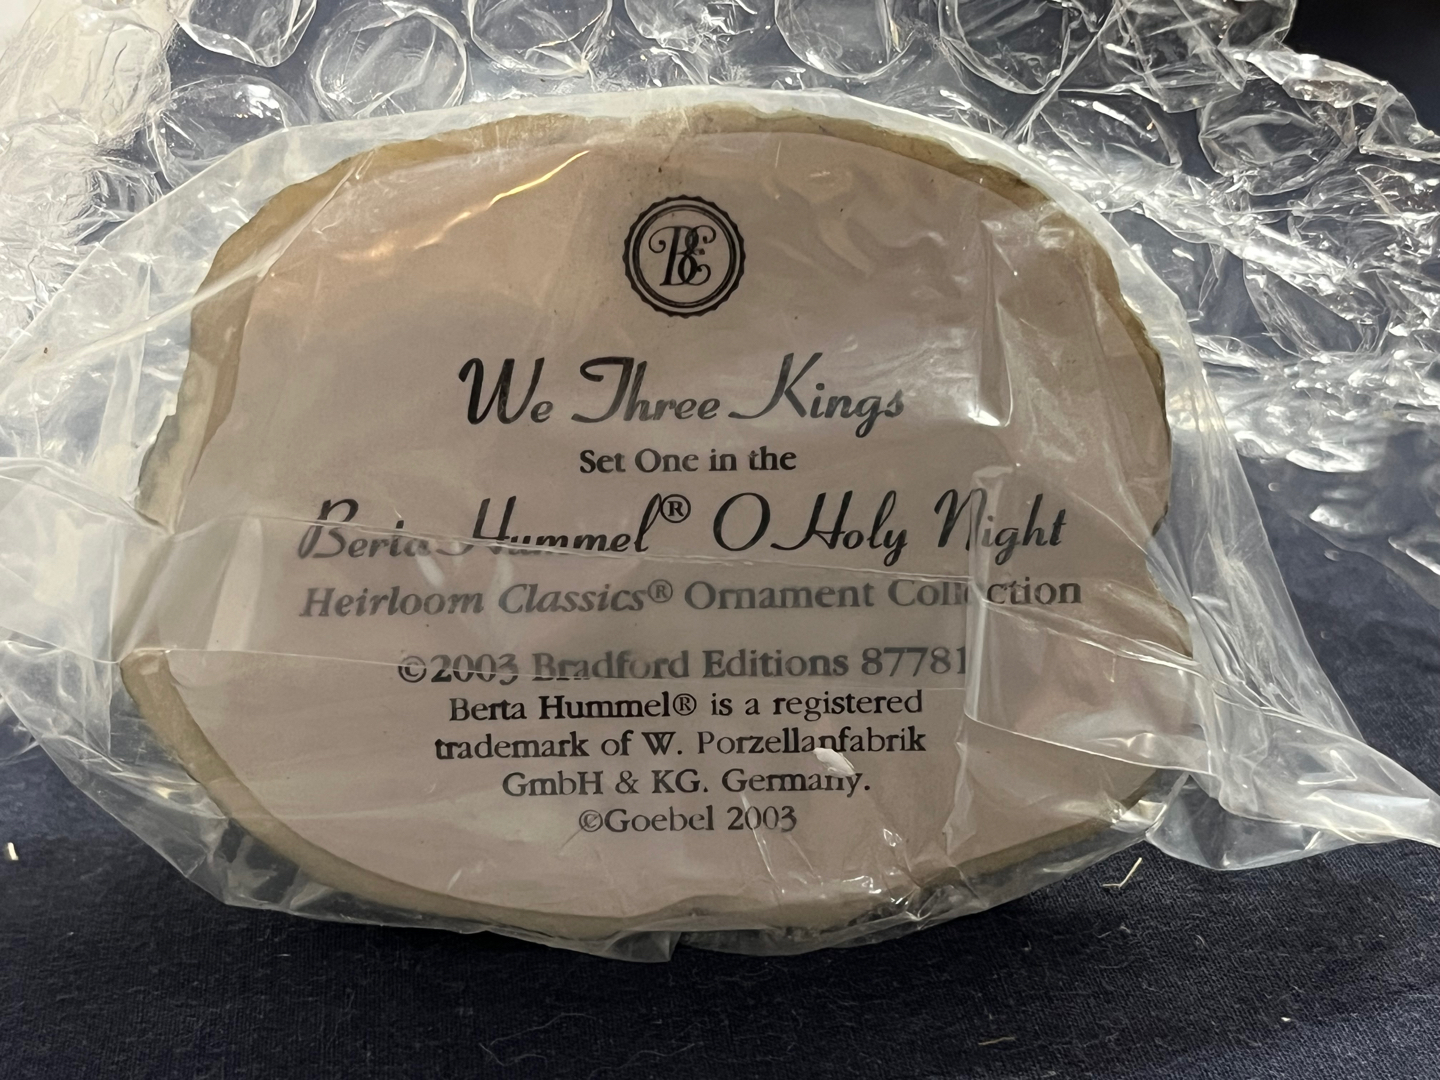 BE
We Three Kings
Set One in the
Berta Hummel® O Holy Night
Heirloom Classics® Ornament Collection
©2003 Bradford Editions 87781
Berta Hummel® is a registered
trademark of W. Porzellanfabrik
GmbH & KG. Germany.
©Goebel 2003